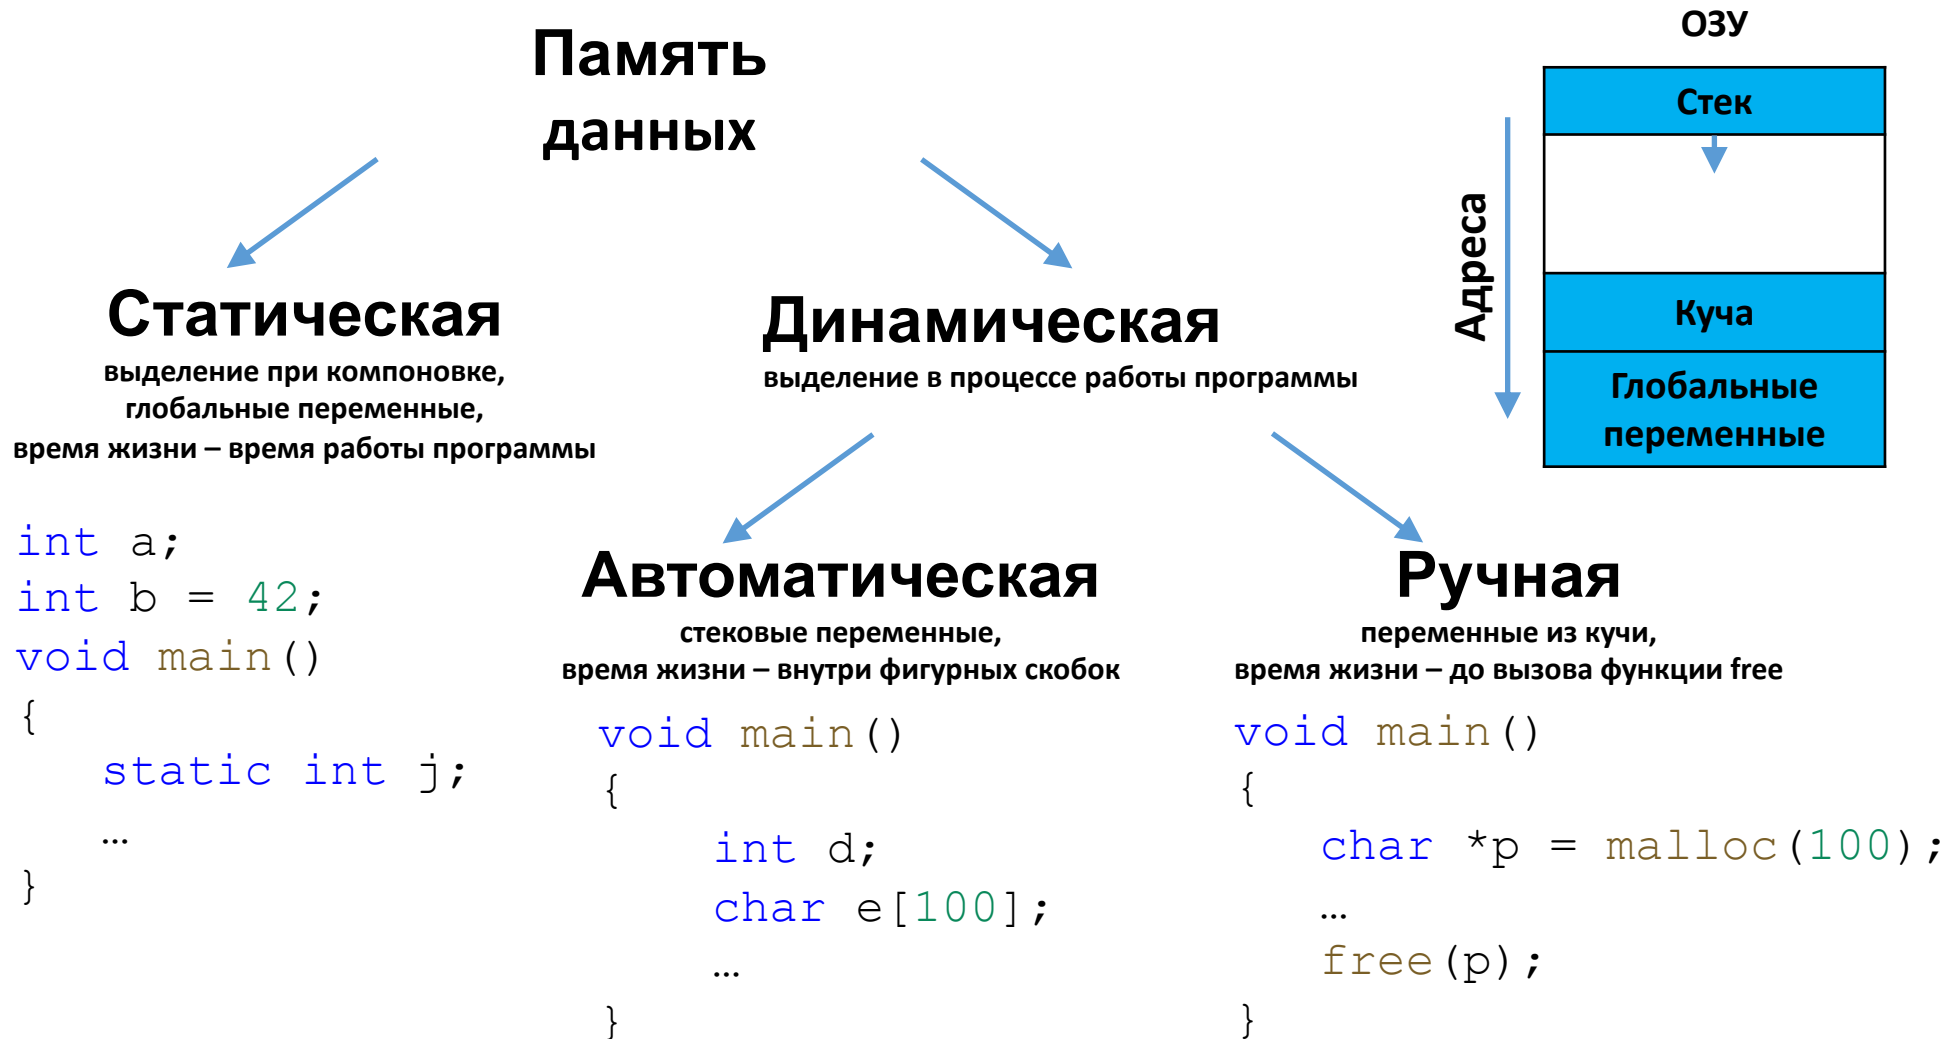 Память
данных
Статическая
выделение при компоновке,
глобальные переменные,
время жизни – время работы программы
int a;
int b = 42;
void main()
{
static int j;
…
}
Динамическая
выделение в процессе работы программы
Автоматическая
стековые переменные,
время жизни – внутри фигурных скобок
void main()
{
int d;
char e[100];
…
}
Ручная
переменные из кучи,
время жизни – до вызова функции free
void main()
{
char *p = malloc(100);
…
free(p);
}
ОЗУ
Адреса
Стек
Куча
Глобальные
переменные